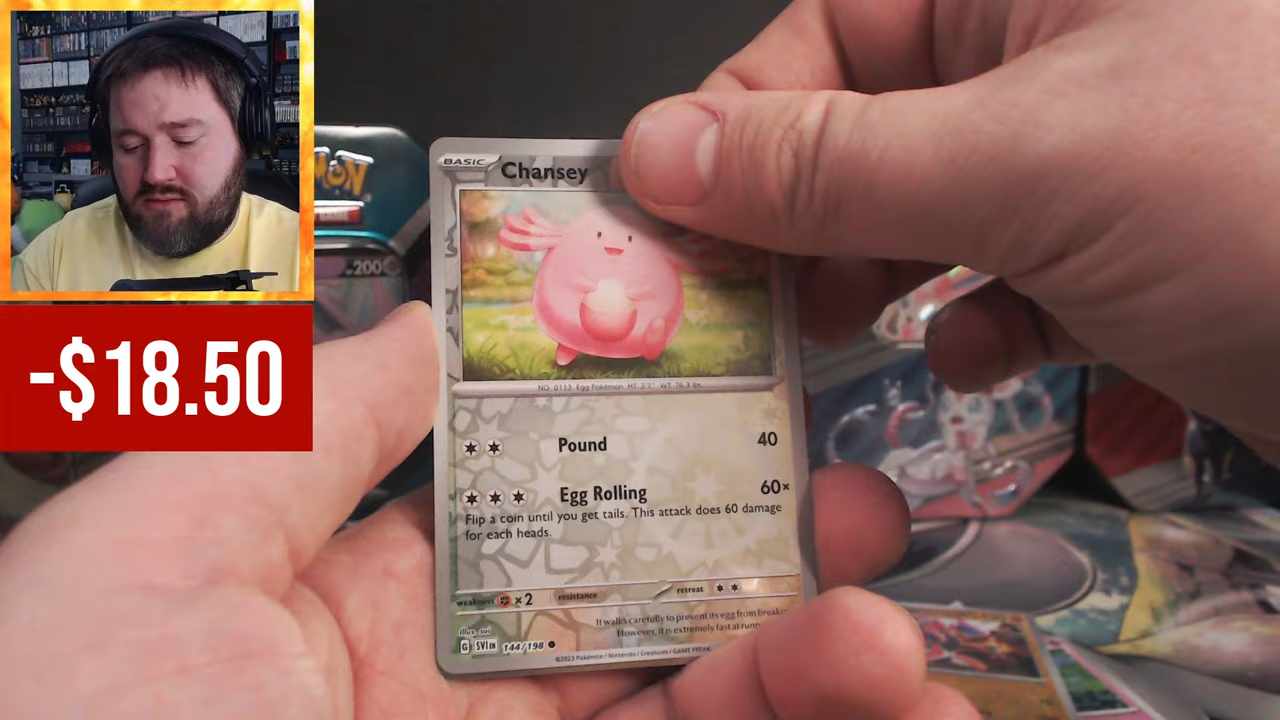 -$18.50
BASIC
Chansey
200
NO. 0113 Egg Pokémon HT: 3'7" WT: 76.3 lbs.
Pound 40
Egg Rolling 60×
Flip a coin until you get tails. This attack does 60 damage
for each heads.
weakness ×2 resistance retreat
It walks carefully to prevent its egg from
However, it is extremely fast at
Illus.
G SVI EN 144/198
©2023 Pokémon / Nintendo / Creatures / GAME FREAK